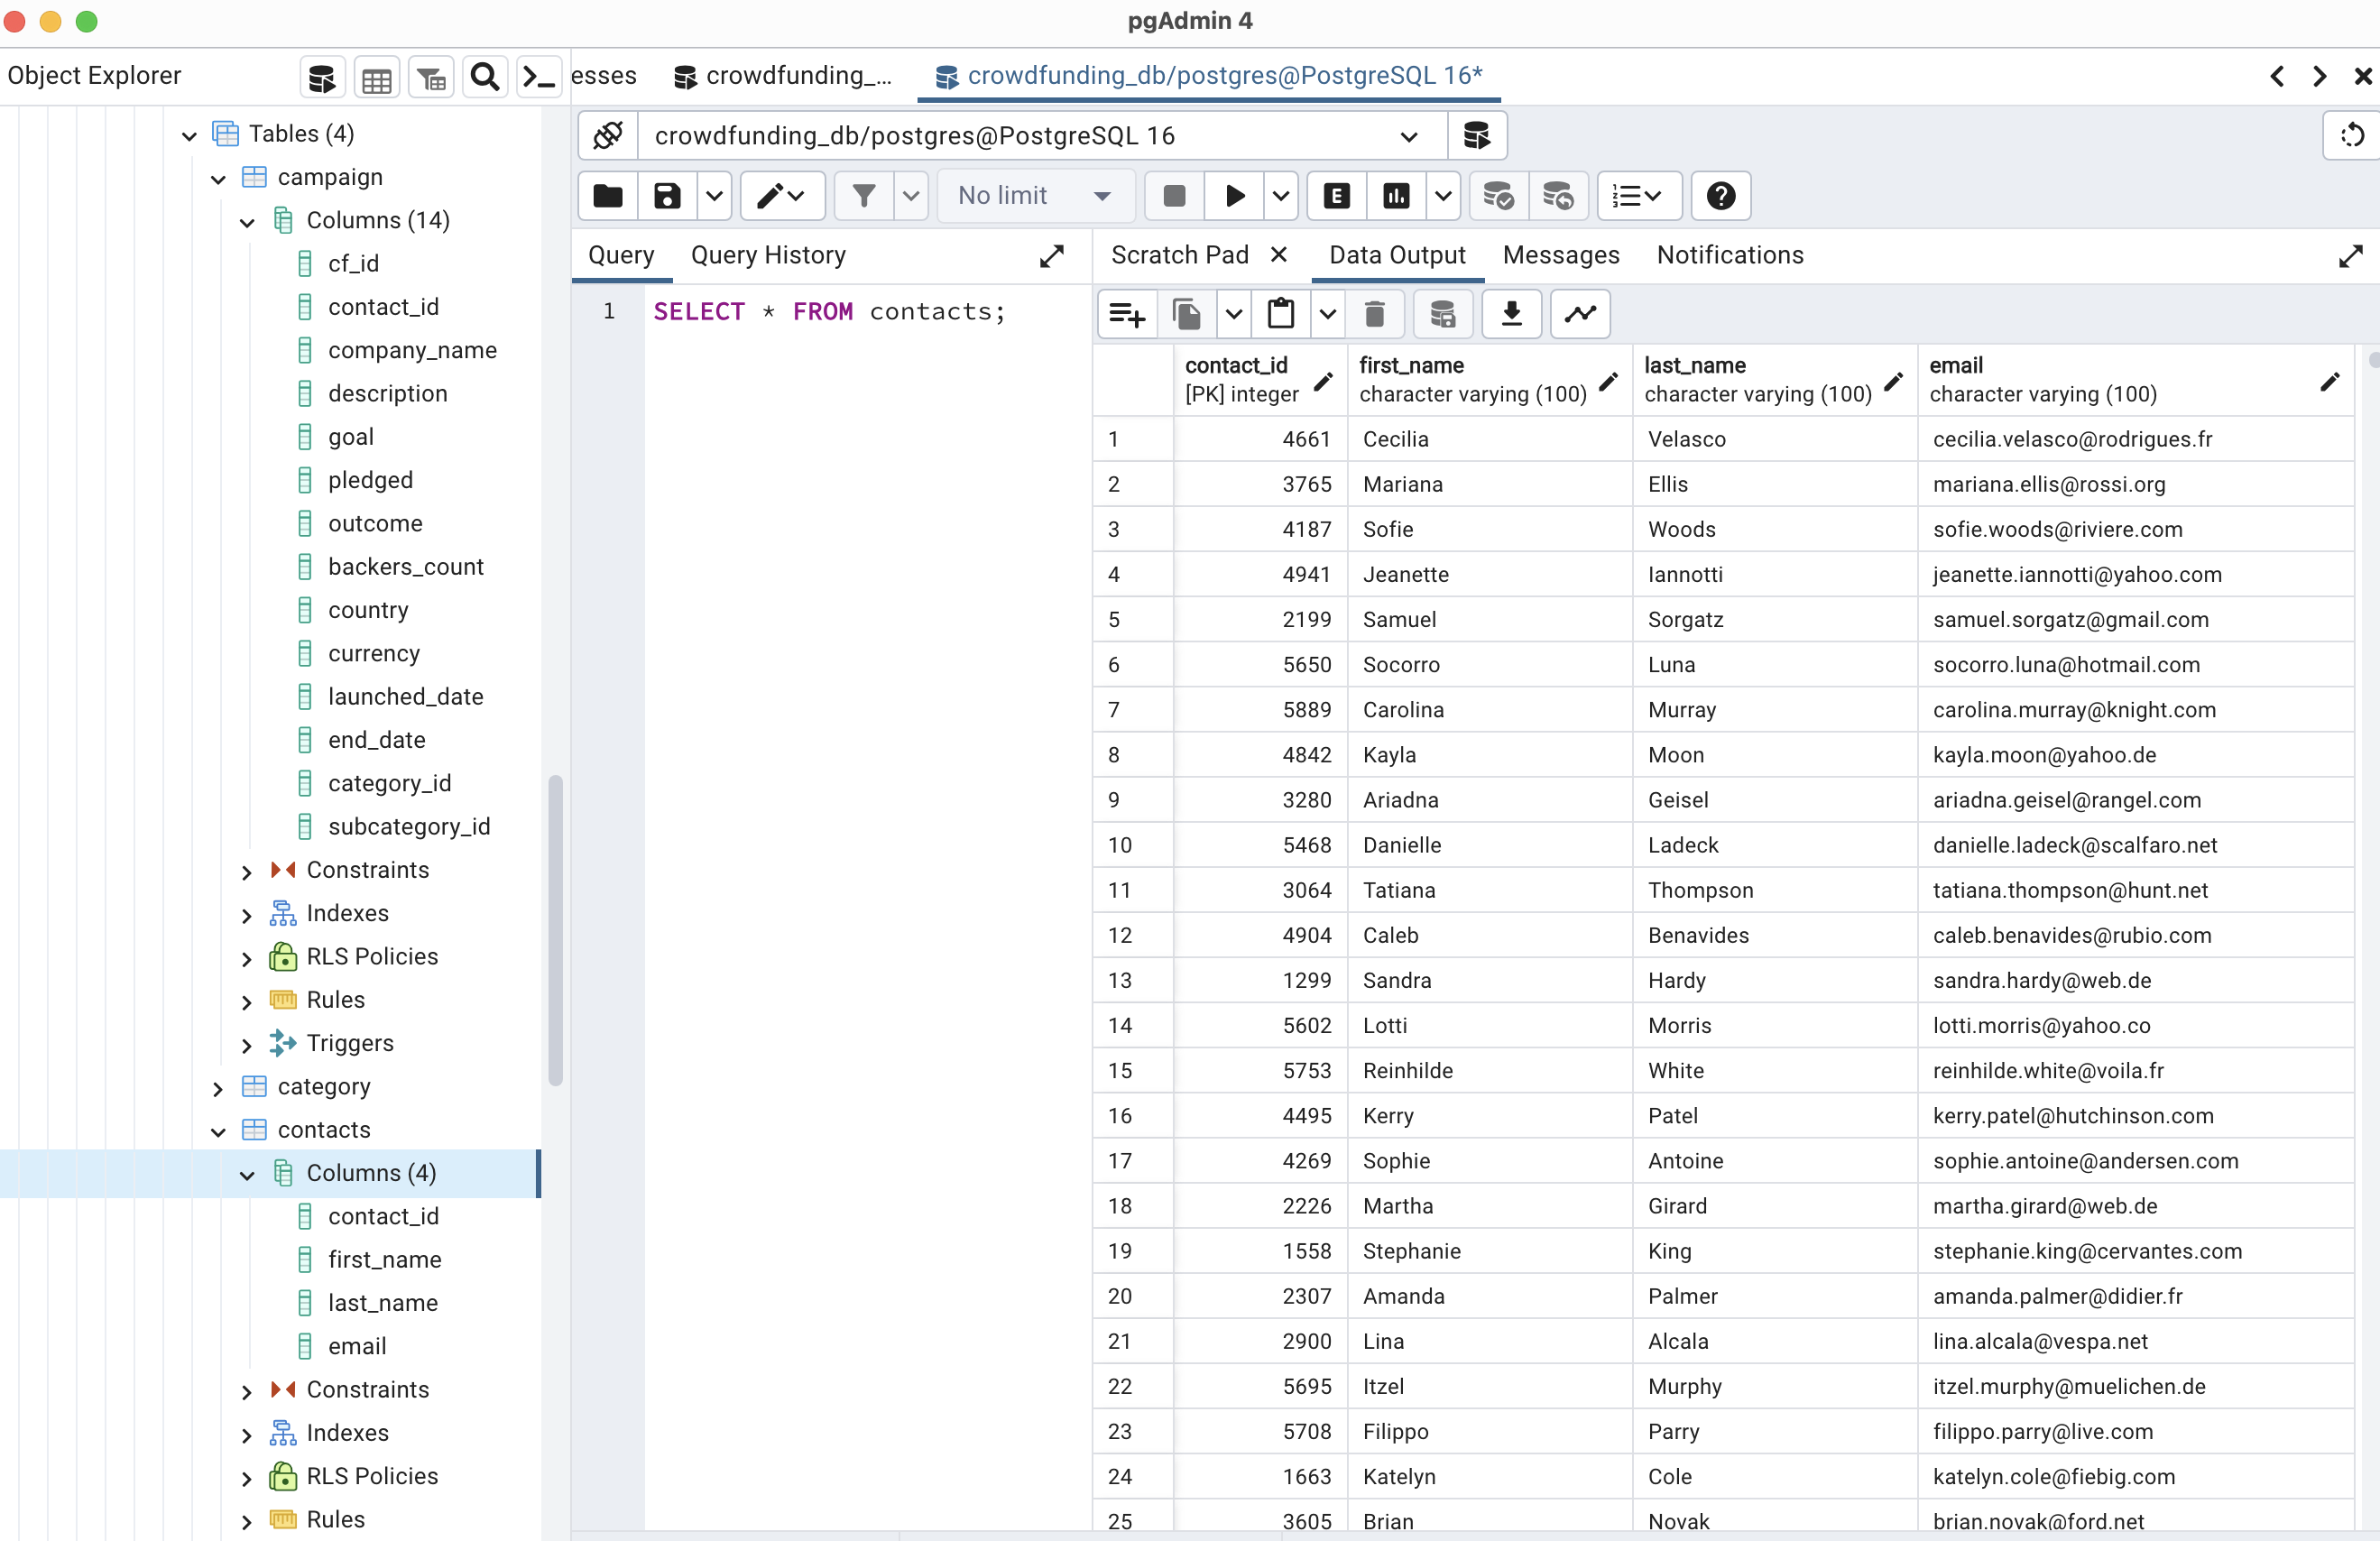 pgAdmin 4
Object Explorer
esses
crowdfunding_...
crowdfunding_db/postgres@PostgreSQL 16*
Tables (4)
campaign
Columns (14)
cf_id
contact_id
company_name
description
goal
pledged
outcome
backers_count
country
currency
launched_date
end_date
category_id
subcategory_id
Constraints
Indexes
RLS Policies
Rules
Triggers
category
contacts
Columns (4)
contact_id
first_name
last_name
email
Constraints
Indexes
RLS Policies
Rules
crowdfunding_db/postgres@PostgreSQL 16
No limit
E
Query
Query History
1 SELECT * FROM contacts;
Scratch Pad
Data Output
Messages
Notifications
contact_id first_name last_name email
[PK] integer character varying (100) character varying (100) character varying (100)
1 4661 Cecilia Velasco cecilia.velasco@rodrigues.fr
2 3765 Mariana Ellis mariana.ellis@rossi.org
3 4187 Sofie Woods sofie.woods@riviere.com
4 4941 Jeanette Iannotti jeanette.iannotti@yahoo.com
5 2199 Samuel Sorgatz samuel.sorgatz@gmail.com
6 5650 Socorro Luna socorro.luna@hotmail.com
7 5889 Carolina Murray carolina.murray@knight.com
8 4842 Kayla Moon kayla.moon@yahoo.de
9 3280 Ariadna Geisel ariadna.geisel@rangel.com
10 5468 Danielle Ladeck danielle.ladeck@scalfaro.net
11 3064 Tatiana Thompson tatiana.thompson@hunt.net
12 4904 Caleb Benavides caleb.benavides@rubio.com
13 1299 Sandra Hardy sandra.hardy@web.de
14 5602 Lotti Morris lotti.morris@yahoo.co
15 5753 Reinhilde White reinhilde.white@voila.fr
16 4495 Kerry Patel kerry.patel@hutchinson.com
17 4269 Sophie Antoine sophie.antoine@andersen.com
18 2226 Martha Girard martha.girard@web.de
19 1558 Stephanie King stephanie.king@cervantes.com
20 2307 Amanda Palmer amanda.palmer@didier.fr
21 2900 Lina Alcala lina.alcala@vespa.net
22 5695 Itzel Murphy itzel.murphy@muelichen.de
23 5708 Filippo Parry filippo.parry@live.com
24 1663 Katelyn Cole katelyn.cole@fiebig.com
25 3605 Brian Novak brian.novak@ford.net